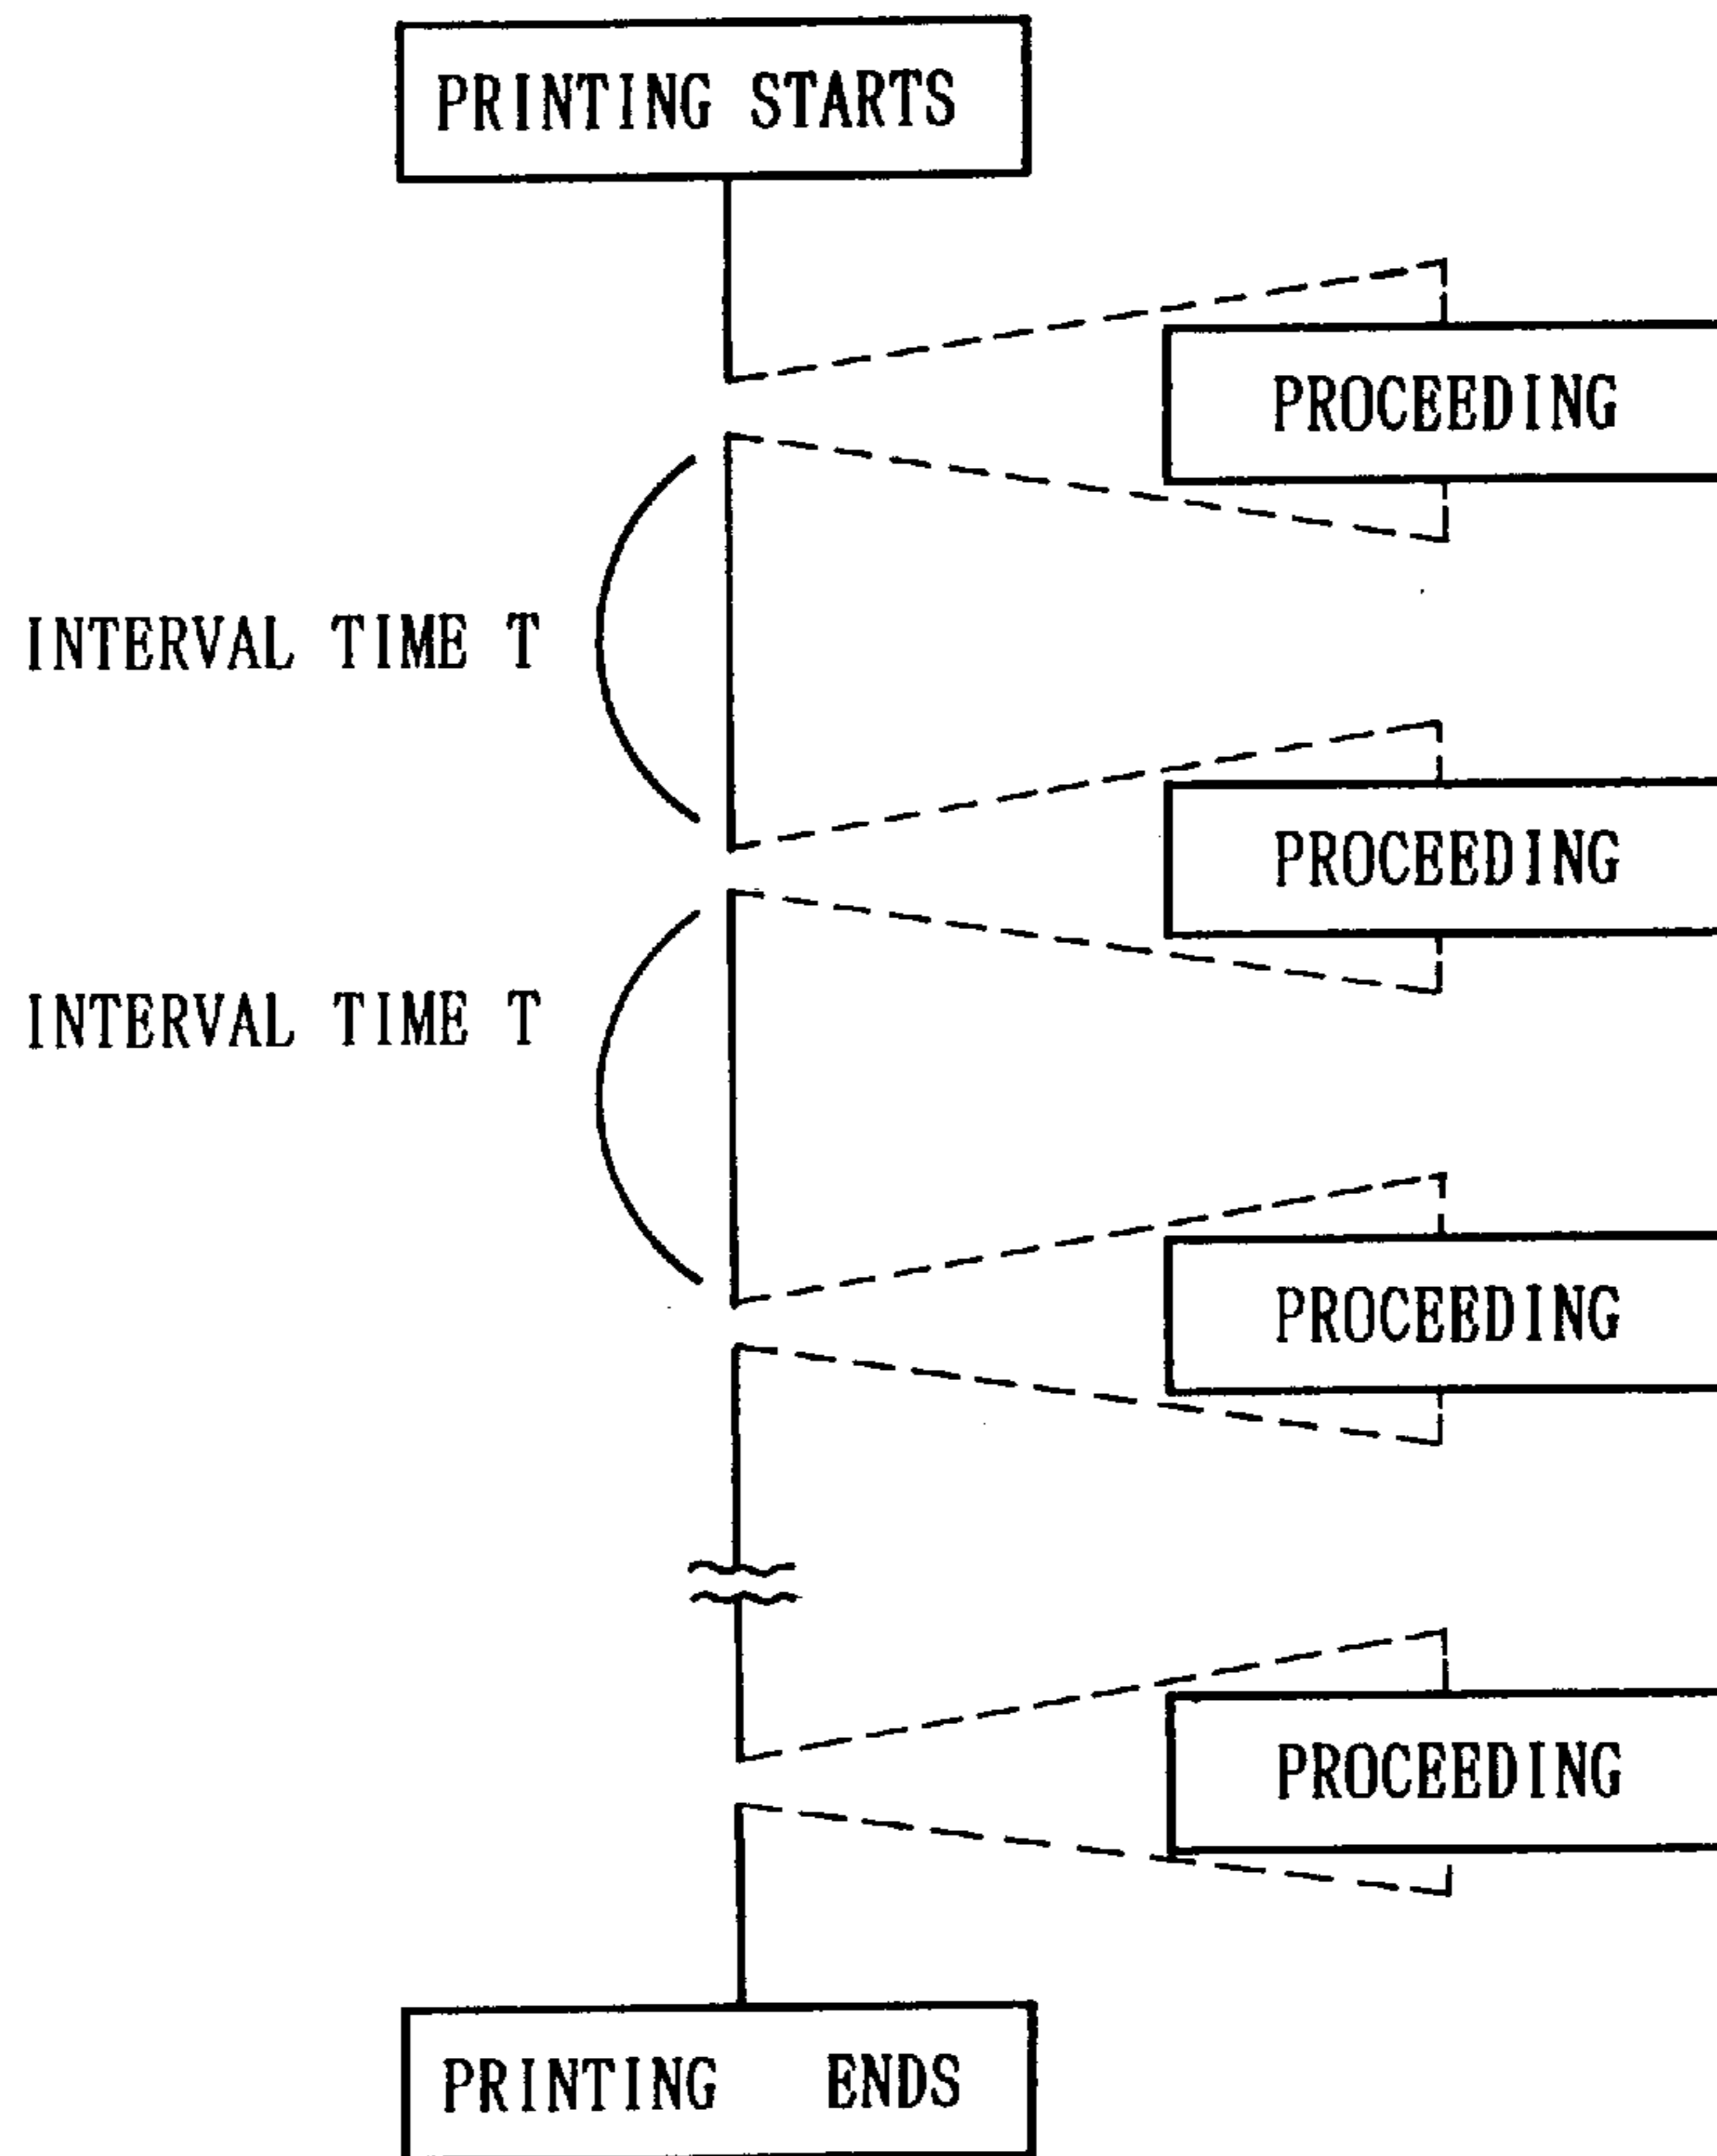 PRINTING STARTS
PROCEEDING
INTERVAL TIME T
PROCEEDING
INTERVAL TIME T
PROCEEDING
PROCEEDING
PRINTING ENDS